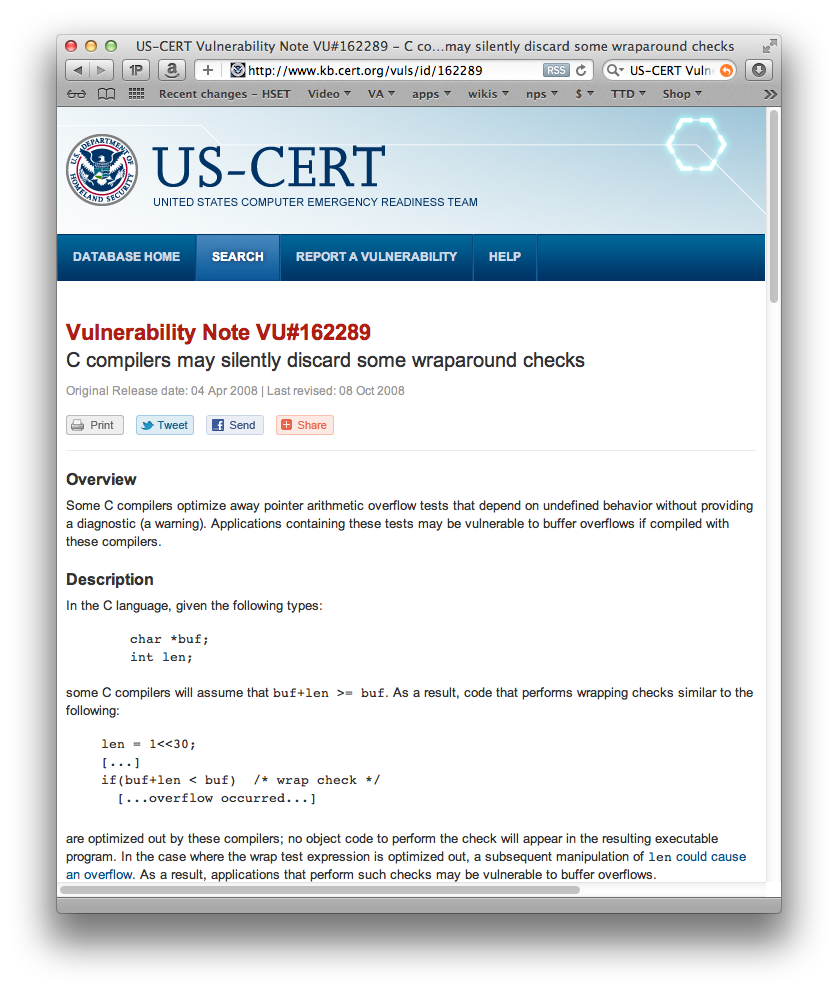 US-CERT Vulnerability Note VU#162289 – C co...may silently discard some wraparound checks
1P a + http://www.kb.cert.org/vuls/id/162289 RSS US-CERT Vuln
Recent changes – HSET Video VA apps wikis nps $ TTD Shop
U.S. DEPARTMENT OF HOMELAND SECURITY
US-CERT
UNITED STATES COMPUTER EMERGENCY READINESS TEAM
DATABASE HOME SEARCH REPORT A VULNERABILITY HELP
Vulnerability Note VU#162289
C compilers may silently discard some wraparound checks
Original Release date: 04 Apr 2008 | Last revised: 08 Oct 2008
Print Tweet Send Share
Overview
Some C compilers optimize away pointer arithmetic overflow tests that depend on undefined behavior without providing
a diagnostic (a warning). Applications containing these tests may be vulnerable to buffer overflows if compiled with
these compilers.
Description
In the C language, given the following types:
char *buf;
int len;
some C compilers will assume that buf+len >= buf. As a result, code that performs wrapping checks similar to the
following:
len = 1<<30;
[...]
if(buf+len < buf) /* wrap check */
[...overflow occurred...]
are optimized out by these compilers; no object code to perform the check will appear in the resulting executable
program. In the case where the wrap test expression is optimized out, a subsequent manipulation of len could cause
an overflow. As a result, applications that perform such checks may be vulnerable to buffer overflows.